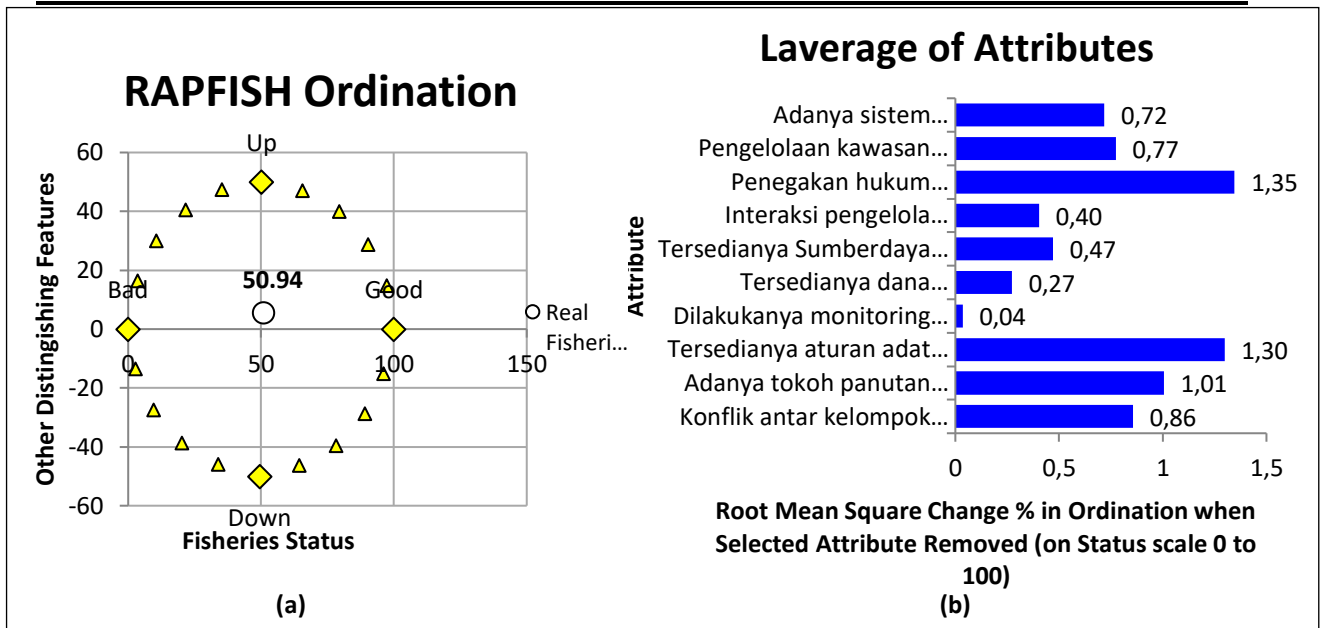 RAPFISH Ordination
Up
60
40
20
0
-20
-40
-60
Other Distingishing Features
Bad
50.94
Good
0
50
100
150
Real
Fisheri...
Down
Fisheries Status
(a)
Laverage of Attributes
Attribute
Adanya sistem... 0,72
Pengelolaan kawasan... 0,77
Penegakan hukum... 1,35
Interaksi pengelola... 0,40
Tersedianya Sumberdaya... 0,47
Tersedianya dana... 0,27
Dilakukanya monitoring... 0,04
Tersedianya aturan adat... 1,30
Adanya tokoh panutan... 1,01
Konflik antar kelompok... 0,86
0 0,5 1 1,5
Root Mean Square Change % in Ordination when
Selected Attribute Removed (on Status scale 0 to
100)
(b)